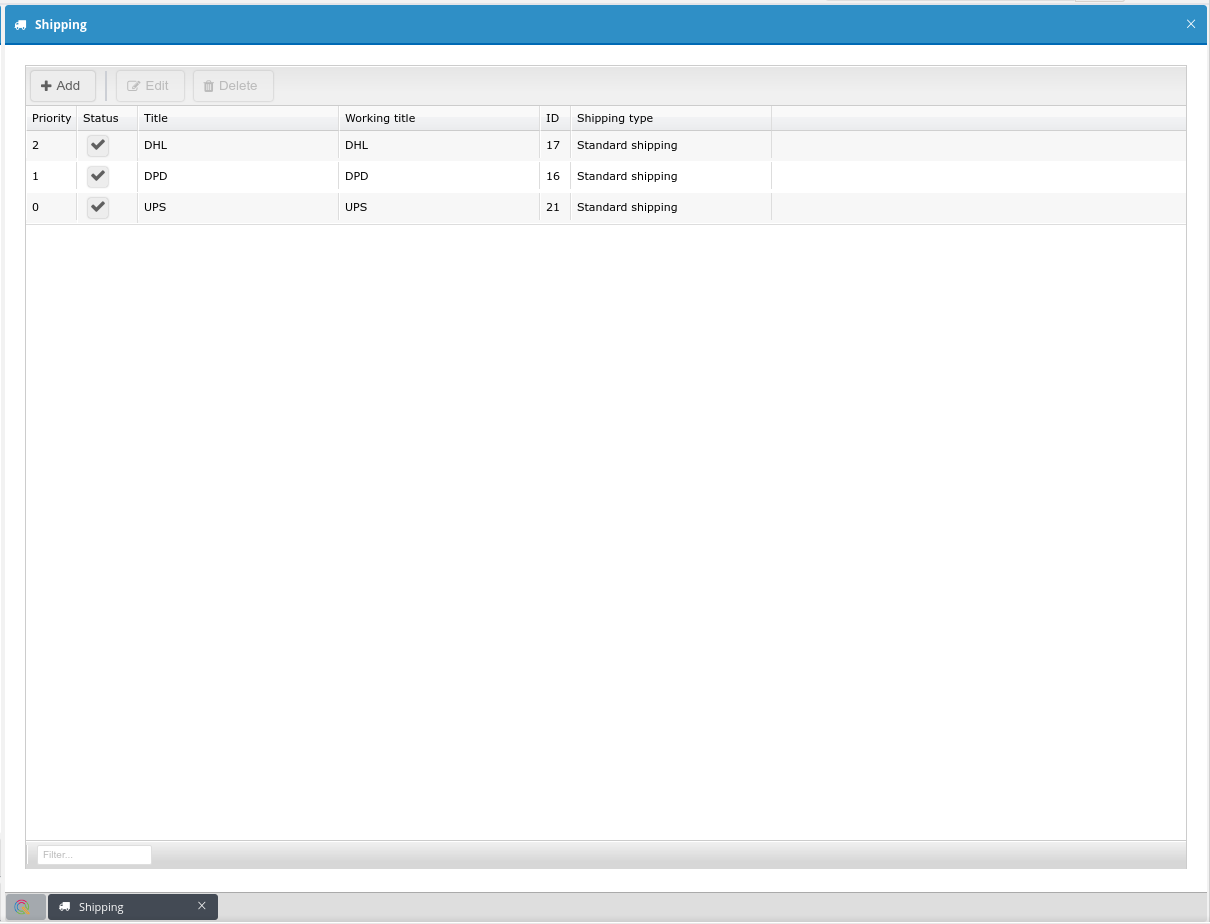 Shipping
Add Edit Delete
Priority Status Title Working title ID Shipping type
2 DHL DHL 17 Standard shipping
1 DPD DPD 16 Standard shipping
0 UPS UPS 21 Standard shipping
Filter...
Shipping